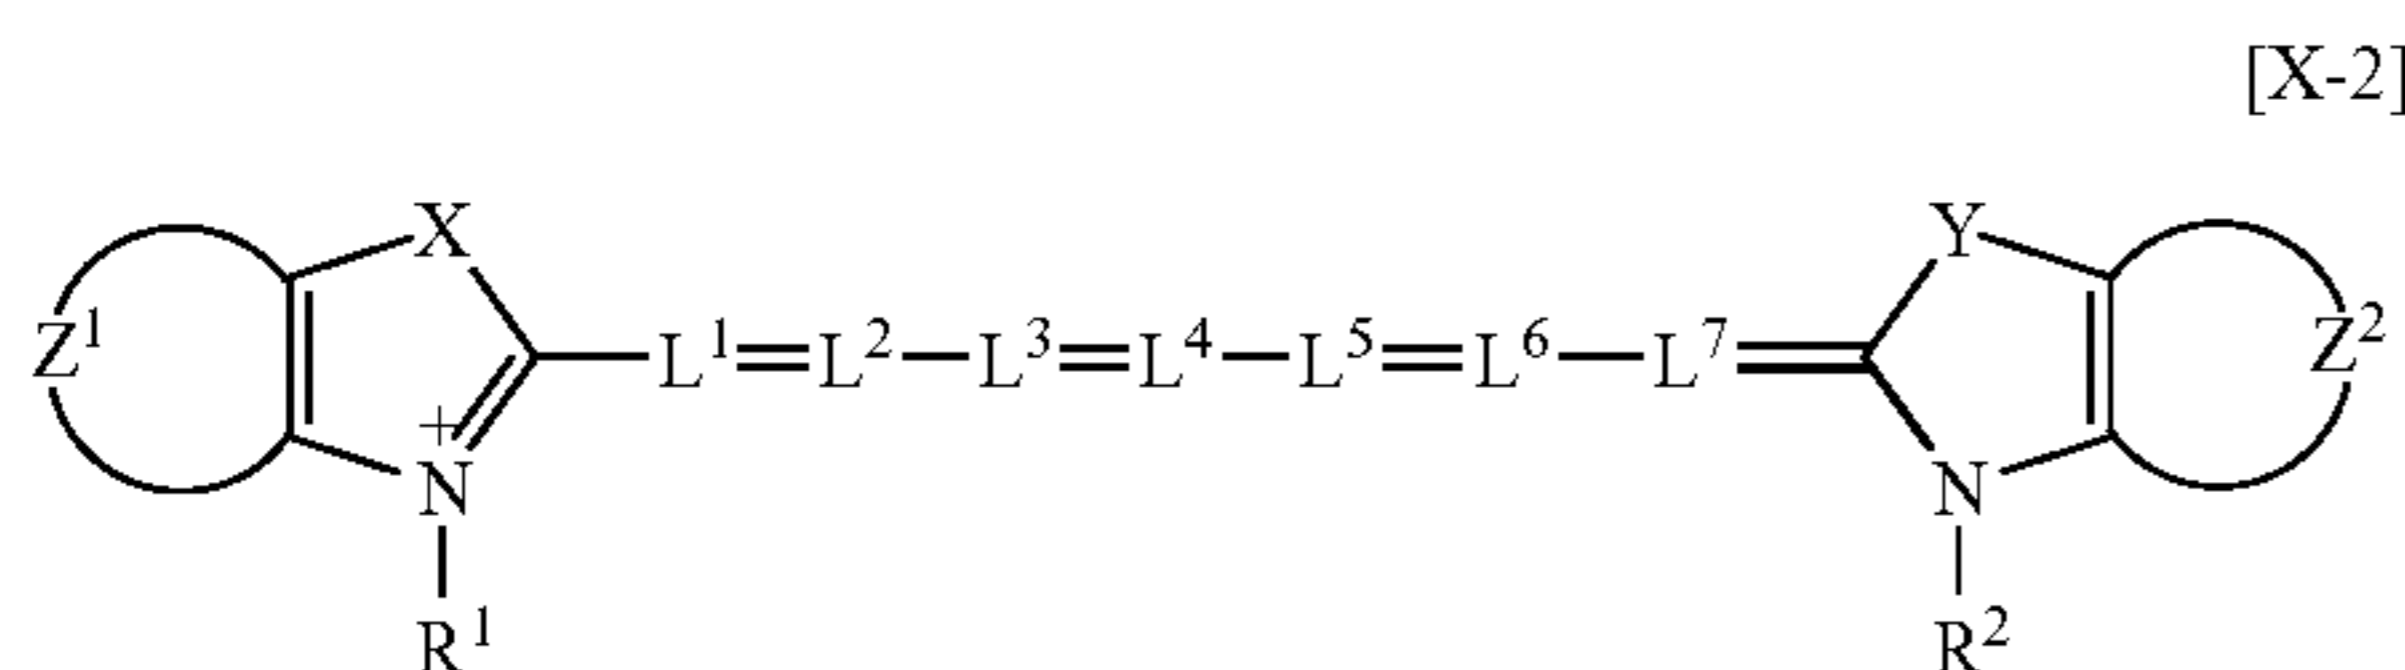 [X-2]
X Y
Z¹ L¹=L²—L³=L⁴—L⁵=L⁶—L⁷= Z²
+
N N
R¹ R²